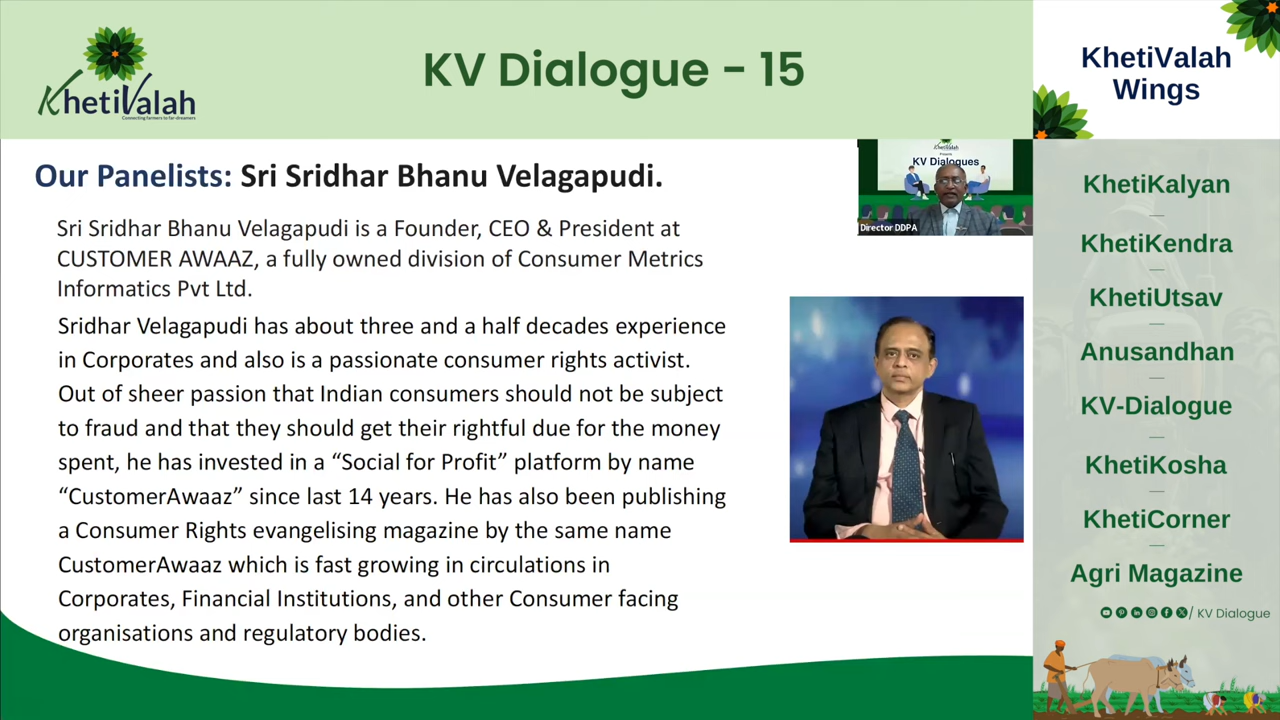 KhetiValah
Connecting farmers to far dreamers
KV Dialogue - 15
KhetiValah
Wings
Our Panelists: Sri Sridhar Bhanu Velagapudi.
KhetiValah
Presents
KV Dialogues
Director DDPA
Sri Sridhar Bhanu Velagapudi is a Founder, CEO & President at
CUSTOMER AWAAZ, a fully owned division of Consumer Metrics
Informatics Pvt Ltd.
Sridhar Velagapudi has about three and a half decades experience
in Corporates and also is a passionate consumer rights activist.
Out of sheer passion that Indian consumers should not be subject
to fraud and that they should get their rightful due for the money
spent, he has invested in a “Social for Profit” platform by name
“CustomerAwaaz” since last 14 years. He has also been publishing
a Consumer Rights evangelising magazine by the same name
CustomerAwaaz which is fast growing in circulations in
Corporates, Financial Institutions, and other Consumer facing
organisations and regulatory bodies.
KhetiKalyan
KhetiKendra
KhetiUtsav
Anusandhan
KV-Dialogue
KhetiKosha
KhetiCorner
Agri Magazine
/ KV Dialogue